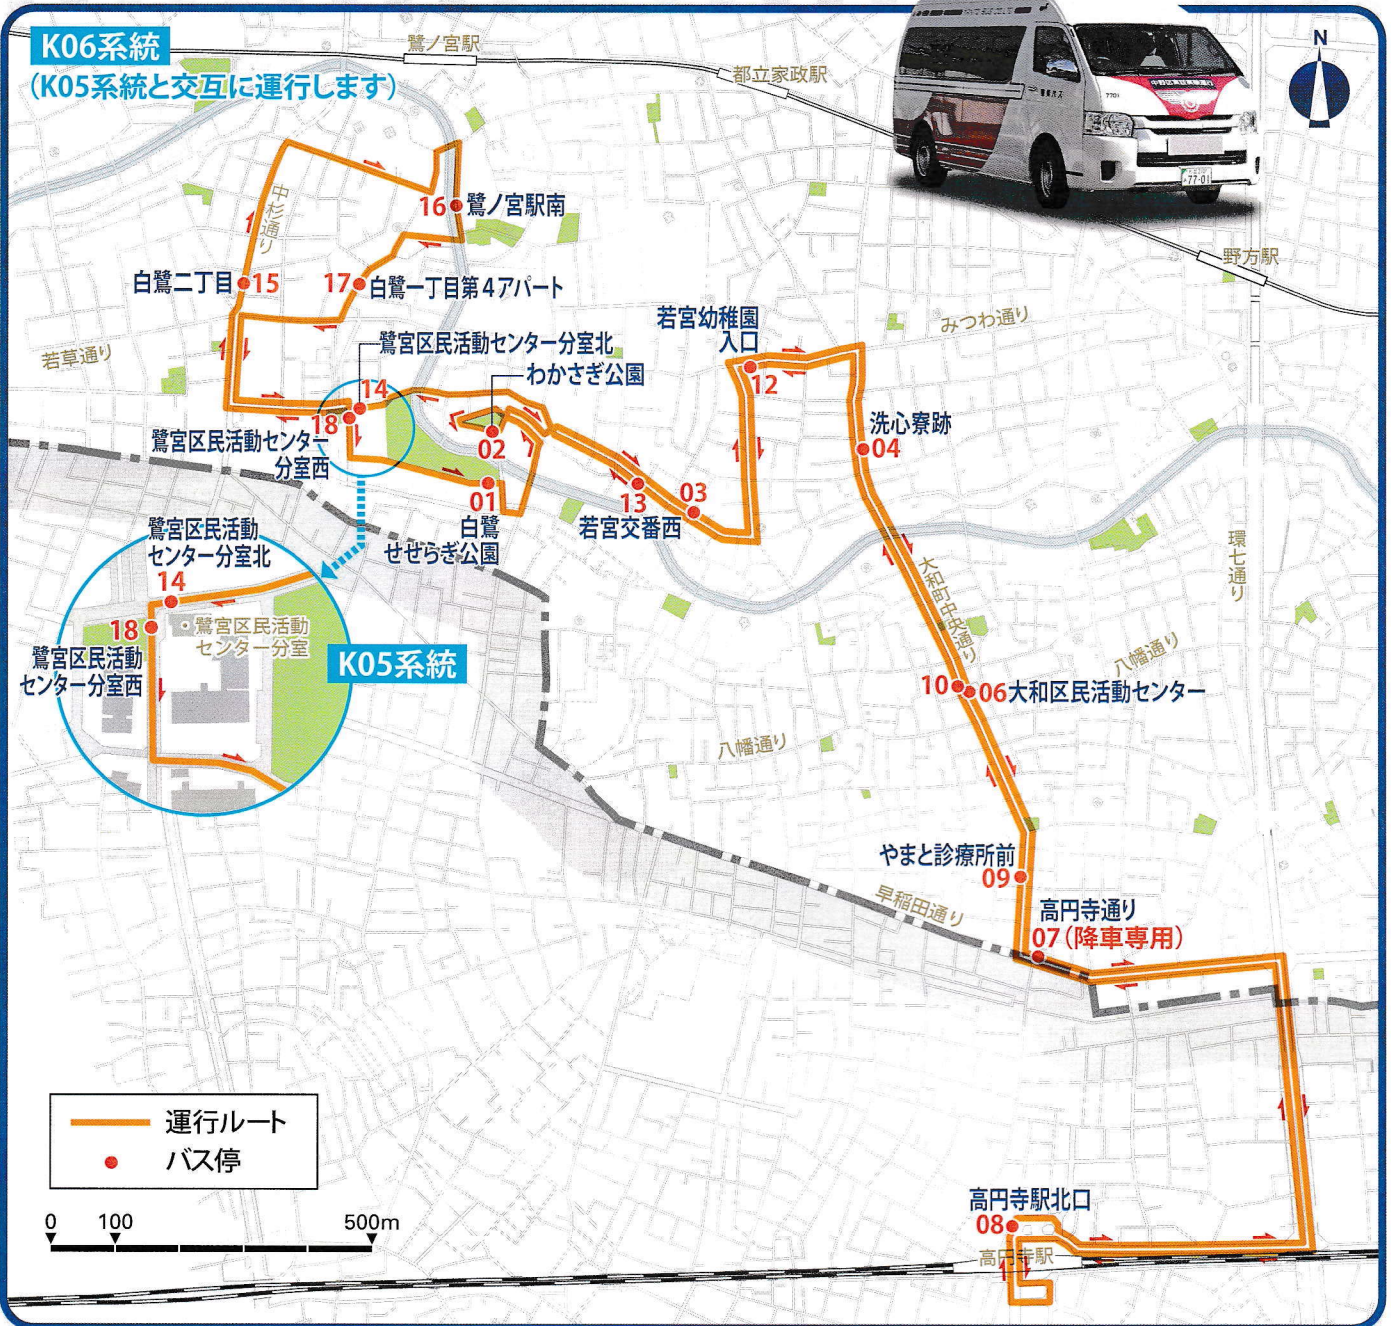 K06系統
(K05系統と交互に運行します)
鷺ノ宮駅
都立家政駅
N
7701
77-01
野方駅
中杉通り
16 鷺ノ宮駅南
白鷺二丁目 15
17 白鷺一丁目第4アパート
若宮幼稚園
入口
12
みつわ通り
若草通り
鷺宮区民活動センター分室北
14
わかさぎ公園
02
18
鷺宮区民活動センター
分室西
洗心寮跡
04
01
白鷺
せせらぎ公園
13
03
若宮交番西
環七通り
大和町中央通り
八幡通り
鷺宮区民活動
センター分室北
14
18
鷺宮区民活動
センター分室
鷺宮区民活動
センター分室西
K05系統
10
06 大和区民活動センター
八幡通り
やまと診療所前
09
早稲田通り
高円寺通り
07(降車専用)
運行ルート
バス停
0 100 500m
高円寺駅北口
08
高円寺駅